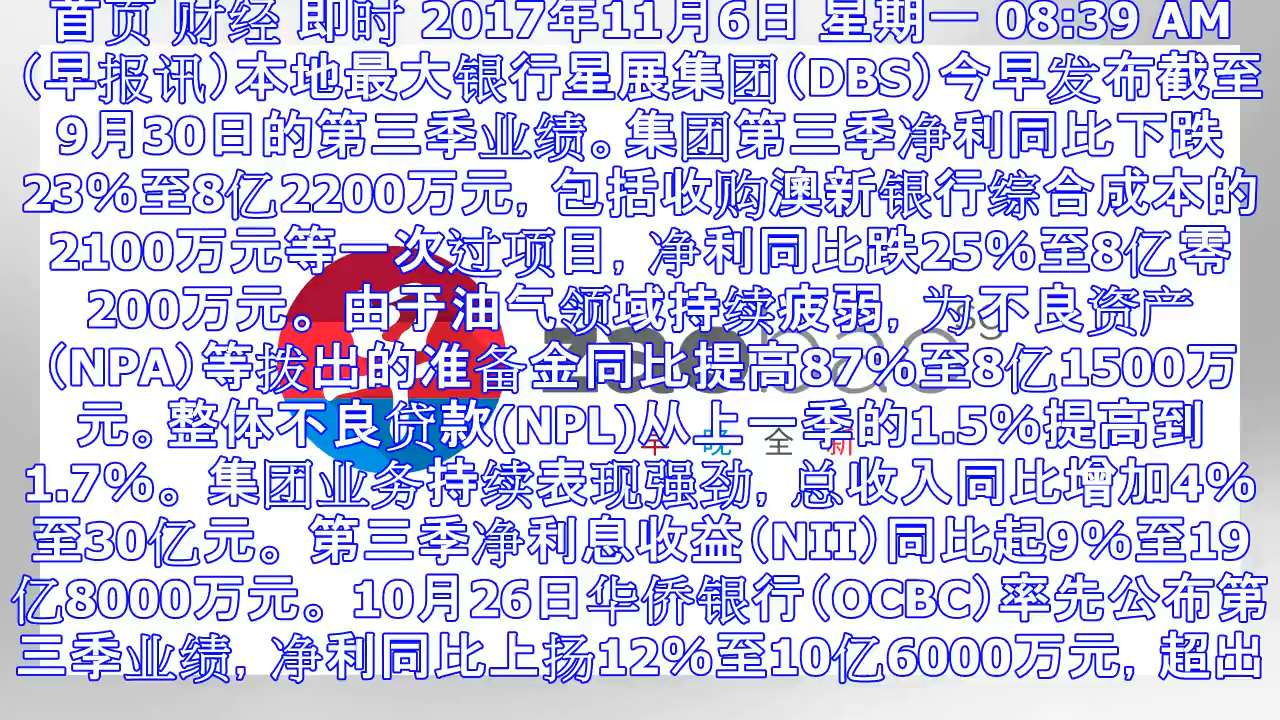 首页 财经 即时 2017年11月6日 星期一 08:39 AM
（早报讯）本地最大银行星展集团（DBS）今早发布截至
9月30日的第三季业绩。集团第三季净利同比下跌
23%至8亿2200万元，包括收购澳新银行综合成本的
2100万元等一次过项目，净利同比跌25%至8亿零
200万元。由于油气领域持续疲弱，为不良资产
（NPA）等拨出的准备金同比提高87%至8亿1500万
元。整体不良贷款(NPL)从上一季的1.5%提高到
1.7%。集团业务持续表现强劲，总收入同比增加4%
至30亿元。第三季净利息收益（NII）同比起9%至19
亿8000万元。10月26日华侨银行（OCBC）率先公布第
三季业绩，净利同比上扬12%至10亿6000万元，超出
zaobao sg
早 晚 全 新